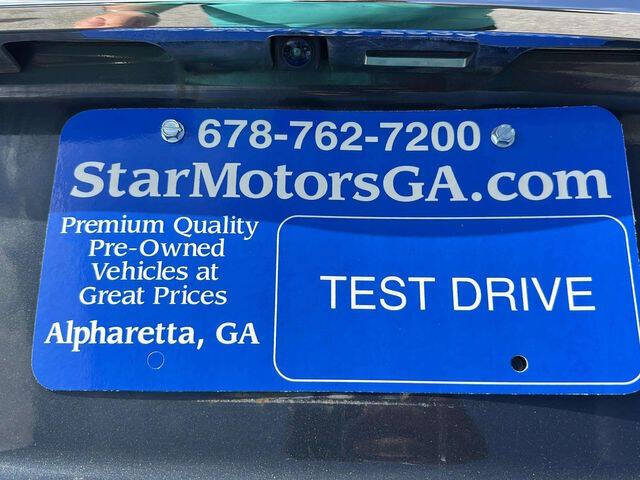 678-762-7200
StarMotorsGA.com
Premium Quality
Pre-Owned
Vehicles at
Great Prices
Alpharetta, GA
TEST DRIVE